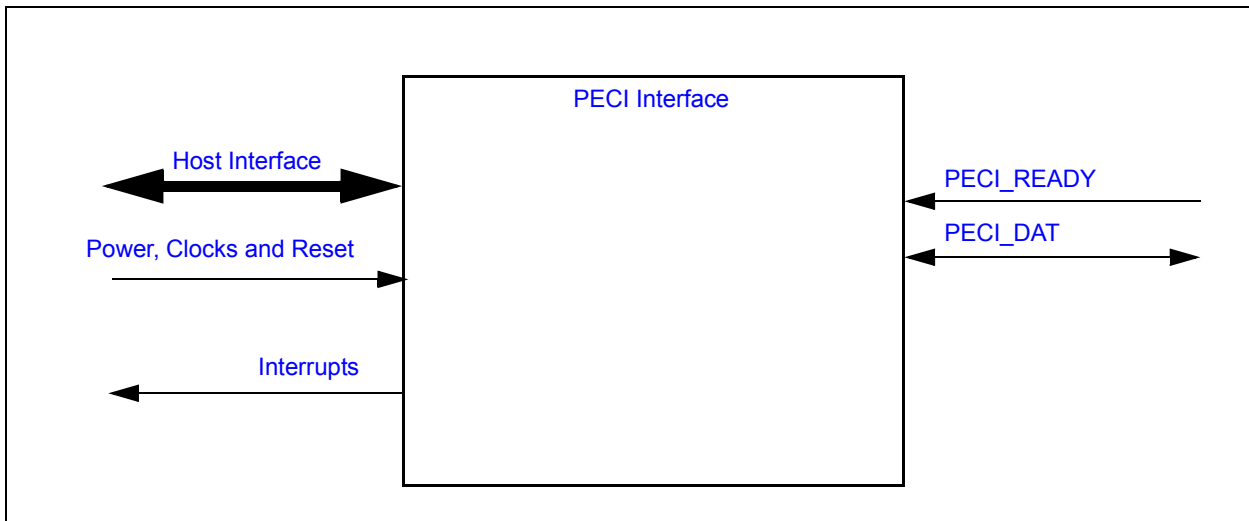 PECI Interface
Host Interface
PECI_READY
Power, Clocks and Reset
PECI_DAT
Interrupts